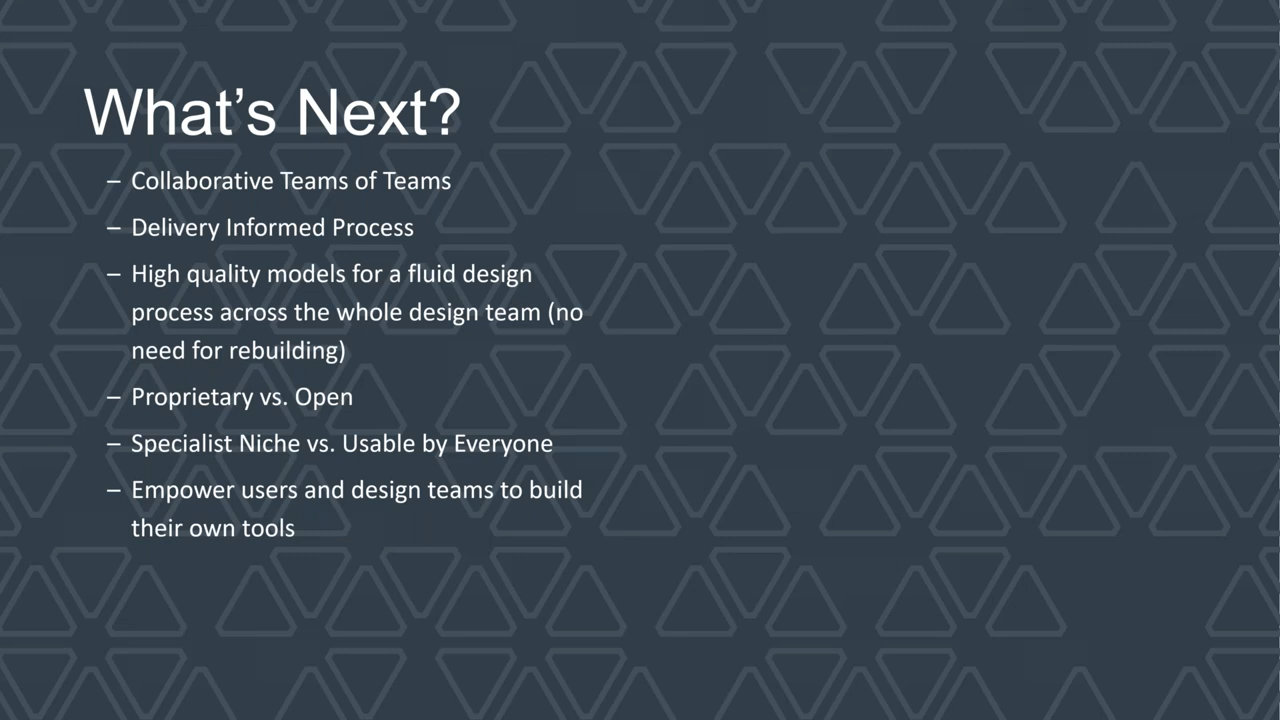 What’s Next?
– Collaborative Teams of Teams
– Delivery Informed Process
– High quality models for a fluid design
process across the whole design team (no
need for rebuilding)
– Proprietary vs. Open
– Specialist Niche vs. Usable by Everyone
– Empower users and design teams to build
their own tools